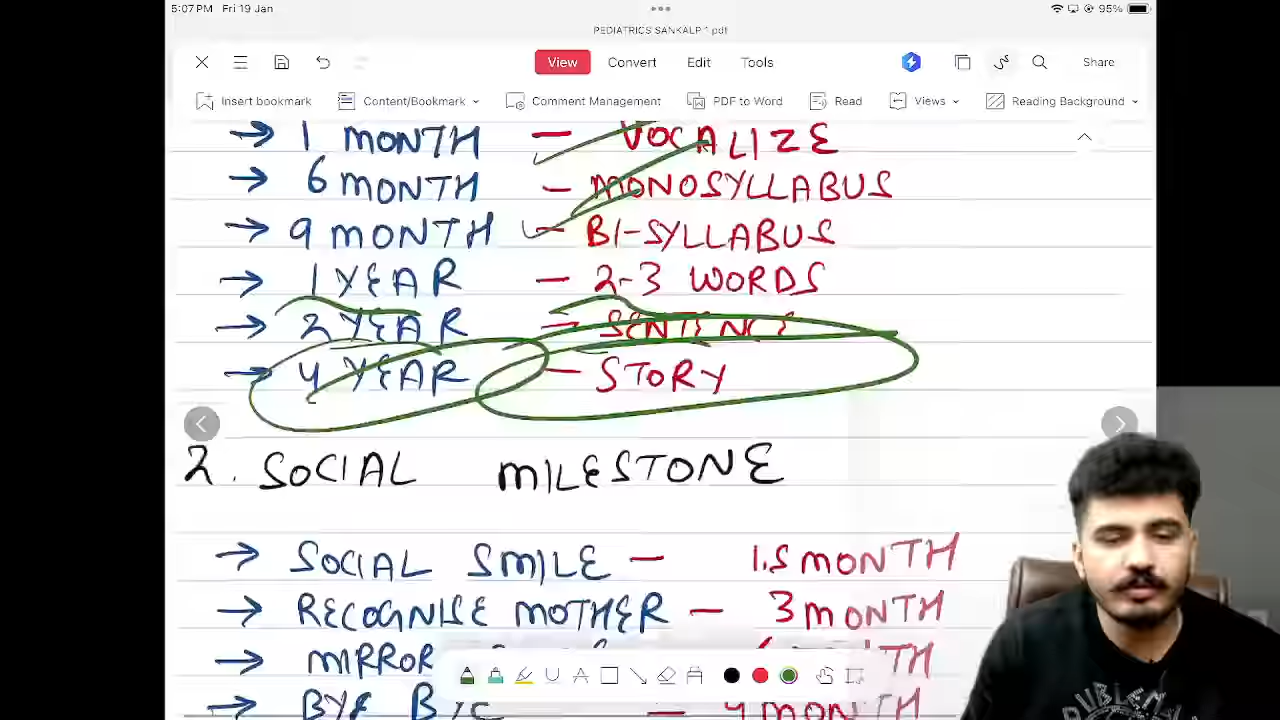 5:07 PM Fri 19 Jan
95%
PEDIATRICS SANKALP 1.pdf
View Convert Edit Tools Share
Insert bookmark Content/Bookmark Comment Management PDF to Word Read Views Reading Background
→ 1 MONTH — VOCALIZE
→ 6 MONTH — MONOSYLLABUS
→ 9 MONTH — BI-SYLLABUS
→ 1 YEAR — 2-3 WORDS
→ 2 YEAR — SENTENCE
→ 4 YEAR — STORY
2. SOCIAL MILESTONE
→ SOCIAL SMILE — 1.5 MONTH
→ RECOGNISE MOTHER — 3 MONTH
→ MIRROR
→ BYE BYE — MONTH